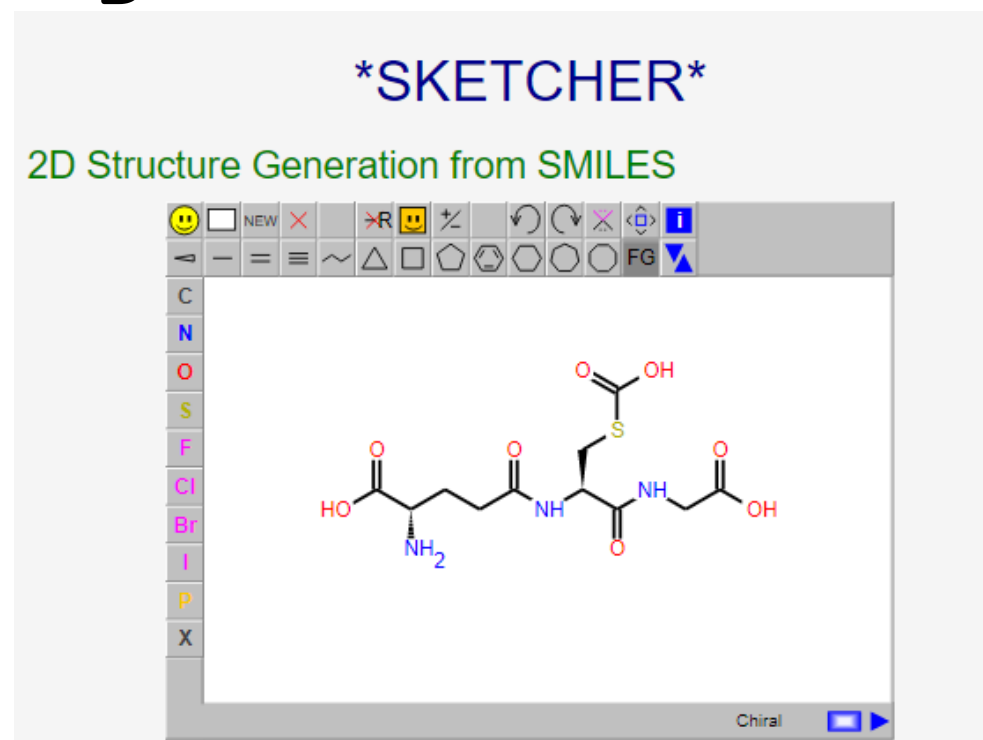 *SKETCHER*
2D Structure Generation from SMILES
NEW R +/- i
FG
C
N
O OH
O
S
S
F
O O O
Cl
HO NH NH OH
Br
NH2 O
I
P
X
Chiral